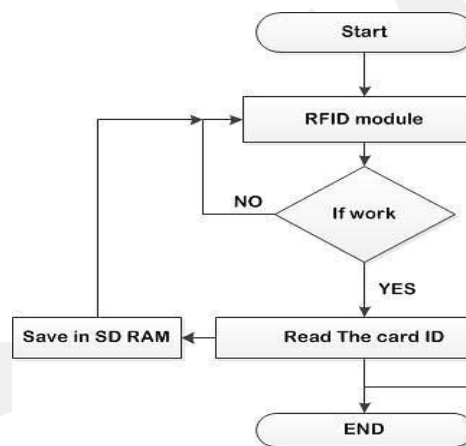 Start
RFID module
NO
If work
YES
Save in SD RAM
Read The card ID
END